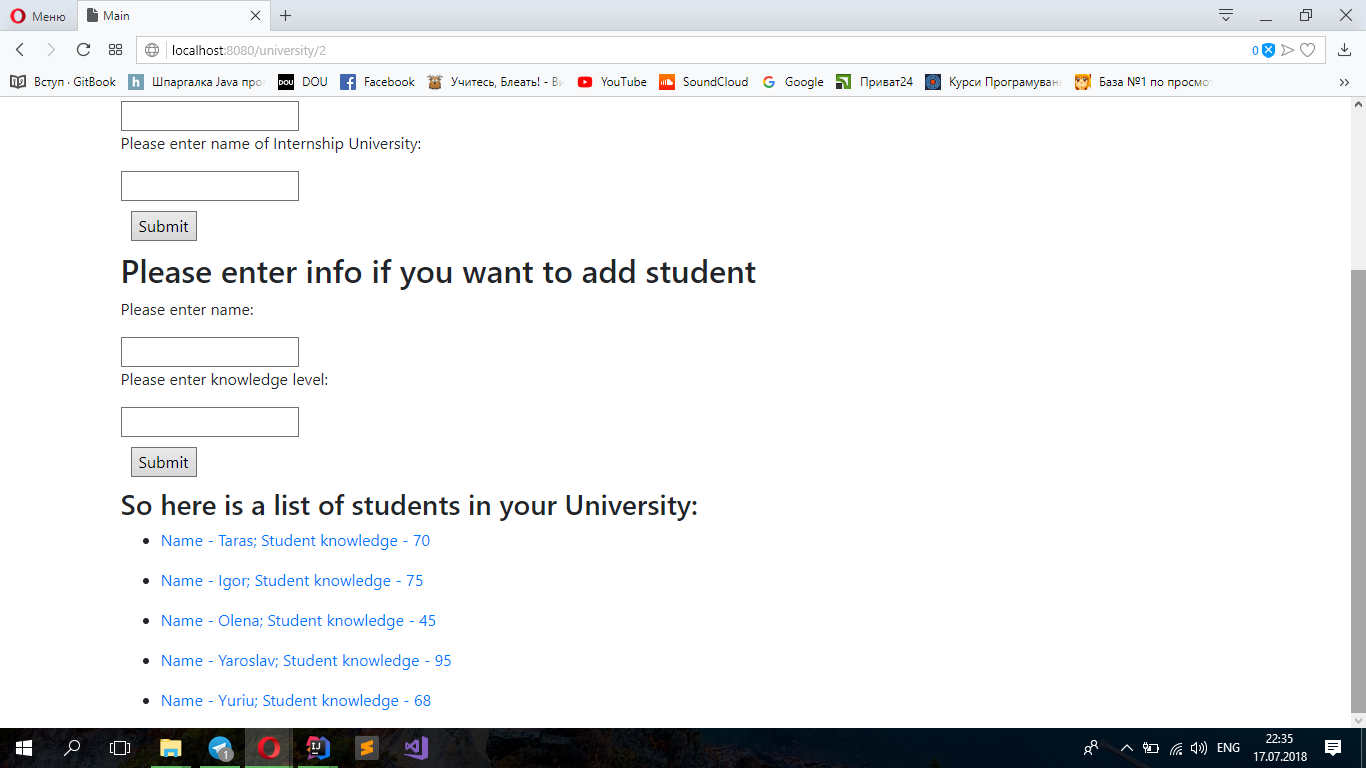 Меню
Main
localhost:8080/university/2
0
Вступ · GitBook
Шпаргалка Java про
DOU
DOU
Facebook
Учитесь, Блеать! - Ви
YouTube
SoundCloud
Google
Приват24
Курси Програмуван
База №1 по просмот
Please enter name of Internship University:
Submit
Please enter info if you want to add student
Please enter name:
Please enter knowledge level:
Submit
So here is a list of students in your University:
Name - Taras; Student knowledge - 70
Name - Igor; Student knowledge - 75
Name - Olena; Student knowledge - 45
Name - Yaroslav; Student knowledge - 95
Name - Yuriu; Student knowledge - 68
1
IJ
ENG
22:35
17.07.2018